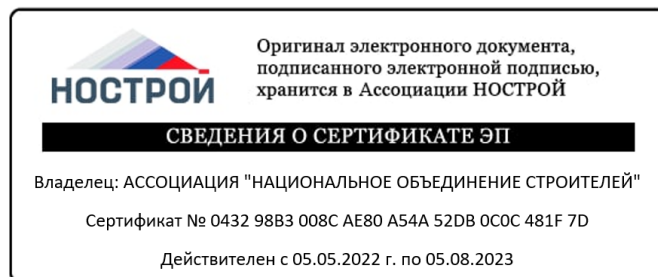 НОСТРОЙ
Оригинал электронного документа,
подписанного электронной подписью,
хранится в Ассоциации НОСТРОЙ
СВЕДЕНИЯ О СЕРТИФИКАТЕ ЭП
Владелец: АССОЦИАЦИЯ "НАЦИОНАЛЬНОЕ ОБЪЕДИНЕНИЕ СТРОИТЕЛЕЙ"
Сертификат № 0432 98B3 008C AE80 A54A 52DB 0C0C 481F 7D
Действителен с 05.05.2022 г. по 05.08.2023